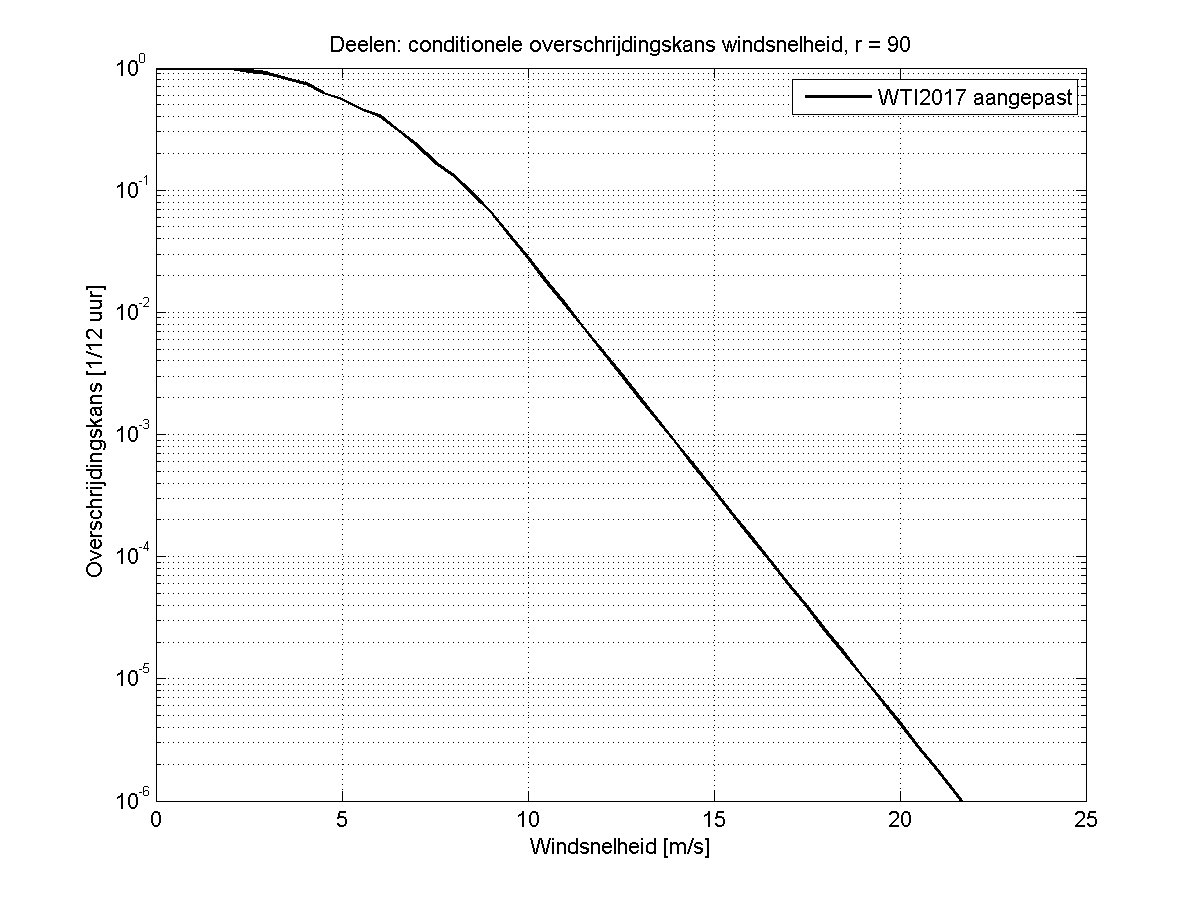 Deelen: conditionele overschrijdingskans windsnelheid, r = 90
WTI2017 aangepast
Overschrijdingskans [1/12 uur]
10^0
10^-1
10^-2
10^-3
10^-4
10^-5
10^-6
0 5 10 15 20 25
Windsnelheid [m/s]